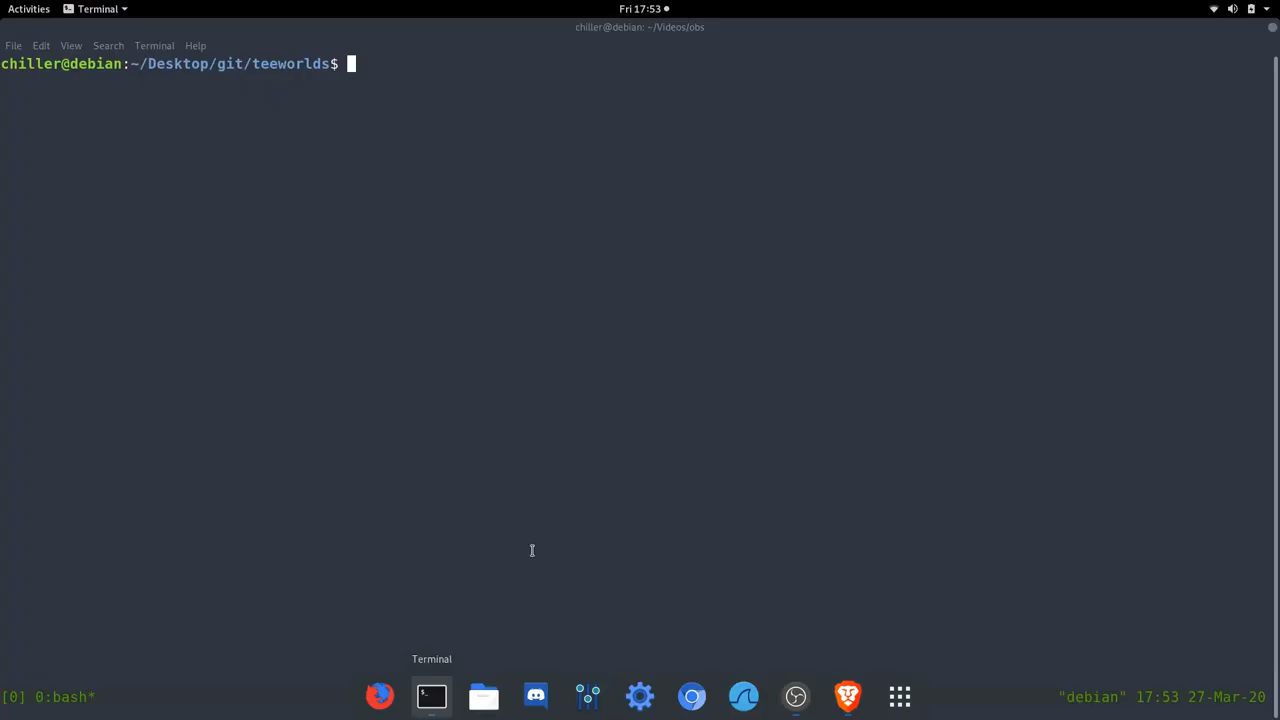 Activities Terminal Fri 17:53
chiller@debian: ~/Videos/obs
File Edit View Search Terminal Help
chiller@debian:~/Desktop/git/teeworlds$
Terminal
[0] 0:bash* "debian" 17:53 27-Mar-20